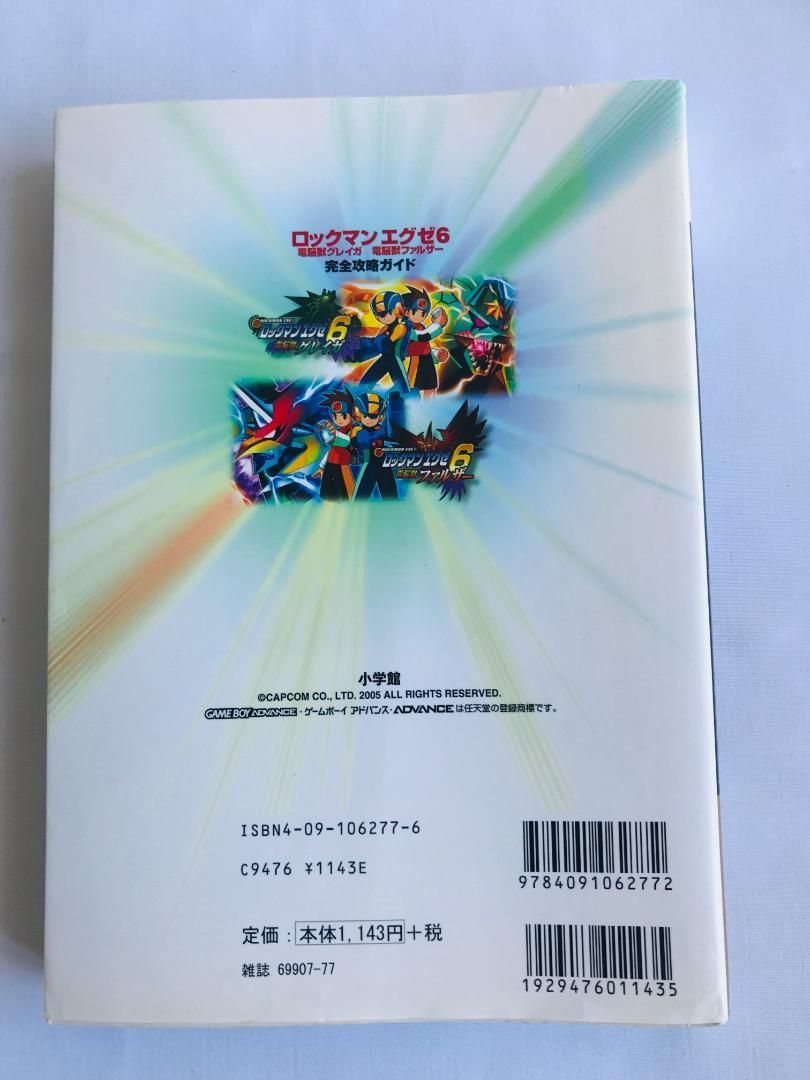 ロックマン エグゼ6
電脳獣グレイガ 電脳獣ファルザー
完全攻略ガイド
ROCKMAN EXE 6
ロックマン エグゼ6
電脳獣 グレイガ
ROCKMAN EXE 6
ロックマン エグゼ6
電脳獣 ファルザー
小学館
©CAPCOM CO., LTD. 2005 ALL RIGHTS RESERVED.
GAME BOY ADVANCE・ゲームボーイ アドバンス・ADVANCEは任天堂の登録商標です。
ISBN4-09-106277-6
C9476 ¥1143E
9784091062772
定価：本体1,143円+税
雑誌 69907-77
1929476011435